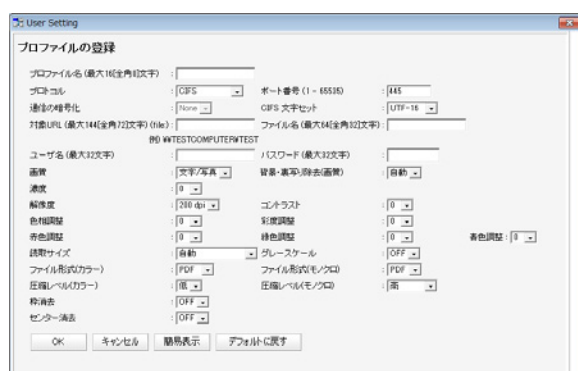 User Setting
プロファイルの登録
プロファイル名 (最大16[全角8]文字) :
プロトコル : CIFS ポート番号 (1 - 65535) : 445
通信の暗号化 : None CIFS 文字セット : UTF-16
対象URL (最大144[全角72]文字) (file:) ファイル名 (最大64[全角32]文字) :
例) ¥¥TESTCOMPUTER¥TEST
ユーザ名 (最大32文字) : パスワード (最大32文字) :
画質 : 文字/写真 背景・裏写り除去(画質) : 自動
濃度 : 0
解像度 : 200 dpi コントラスト : 0
色相調整 : 0 彩度調整 : 0
赤色調整 : 0 緑色調整 : 0 青色調整 : 0
読取サイズ : 自動 グレースケール : OFF
ファイル形式(カラー) : PDF ファイル形式(モノクロ) : PDF
圧縮レベル(カラー) : 低 圧縮レベル(モノクロ) : 高
枠消去 : OFF
センター消去 : OFF
OK キャンセル 簡易表示 デフォルトに戻す